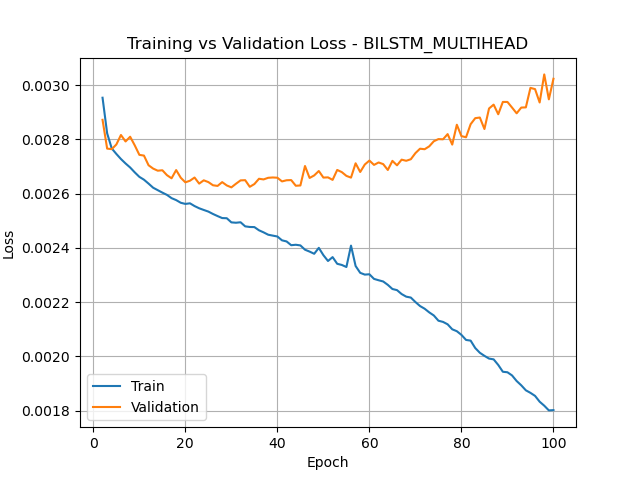 Training vs Validation Loss - BILSTM_MULTIHEAD
0.0030
0.0028
0.0026
0.0024
0.0022
0.0020
0.0018
Loss
Train
Validation
0 20 40 60 80 100
Epoch